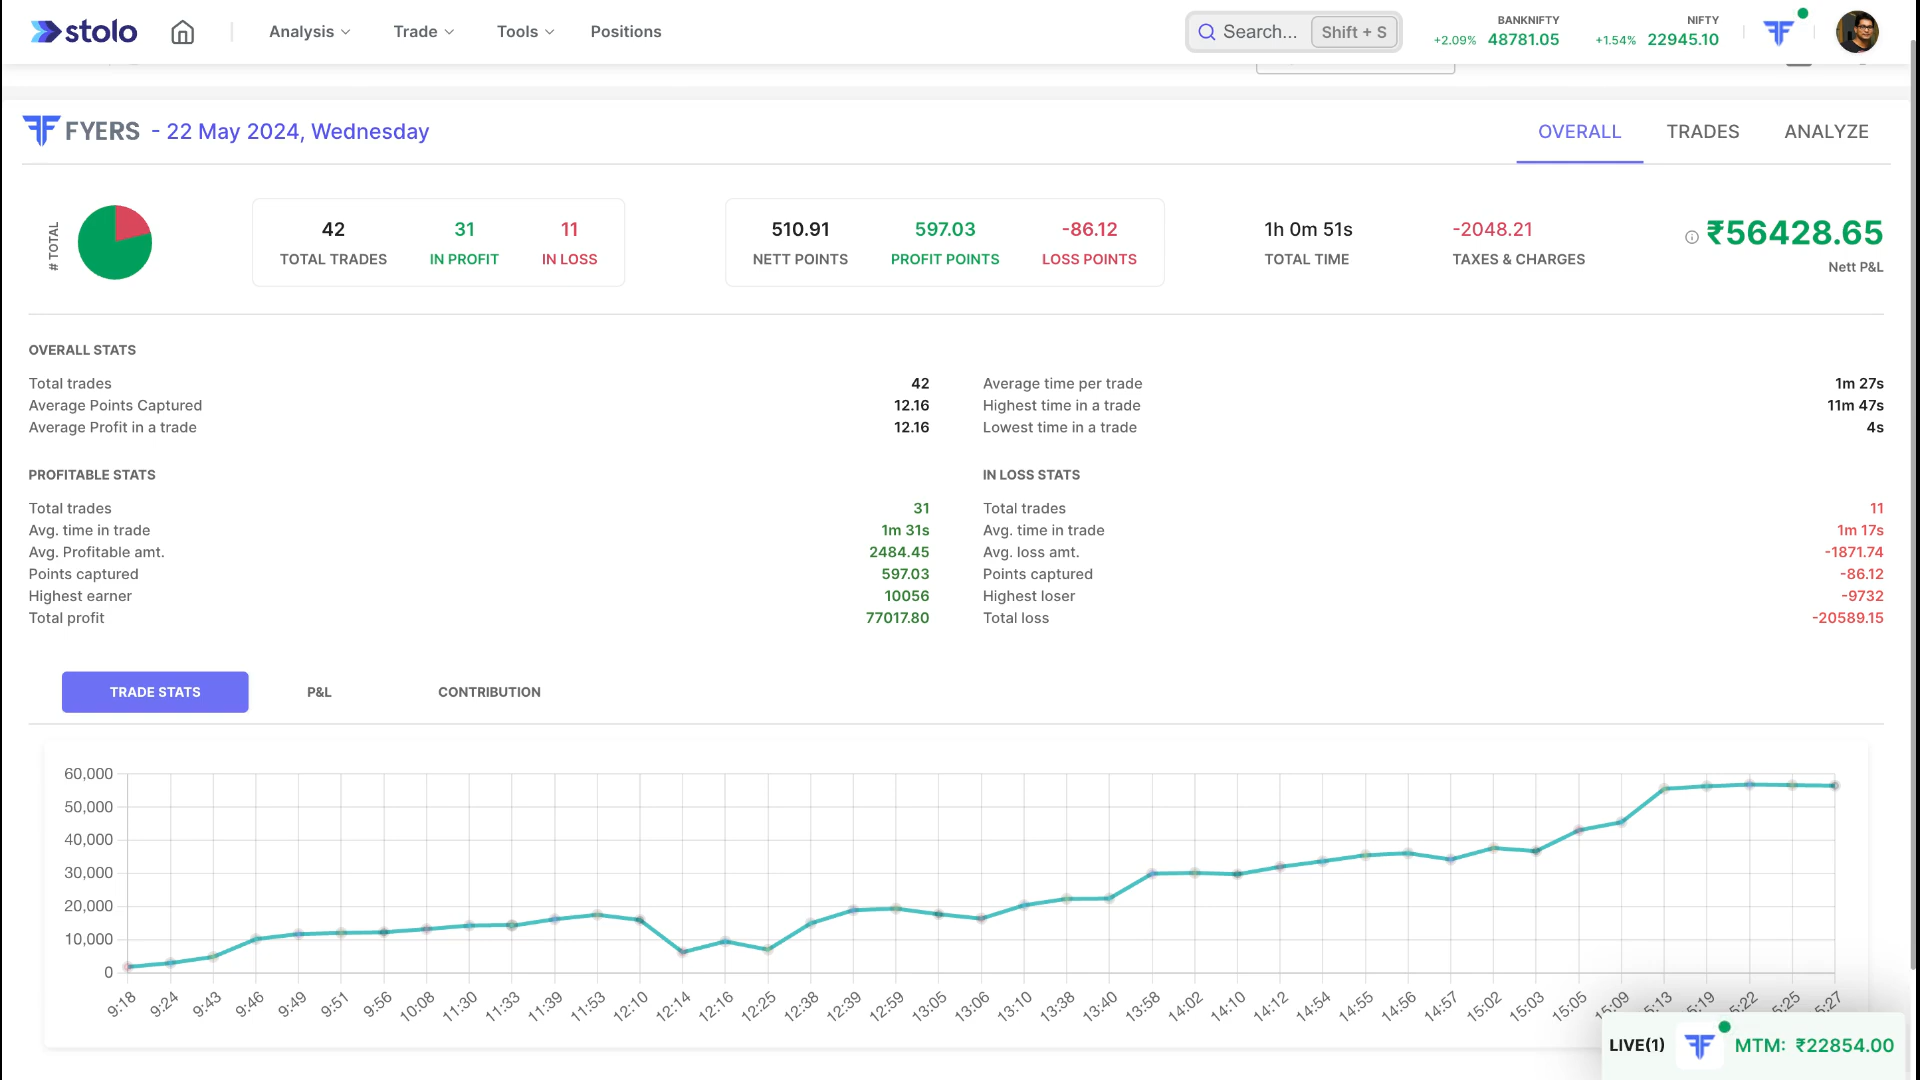 stolo
Analysis Trade Tools Positions
Search... Shift + S
BANKNIFTY
+2.09% 48781.05
NIFTY
+1.54% 22945.10
FYERS - 22 May 2024, Wednesday
OVERALL TRADES ANALYZE
# TOTAL
42 31 11
TOTAL TRADES IN PROFIT IN LOSS
510.91 597.03 -86.12
NETT POINTS PROFIT POINTS LOSS POINTS
1h 0m 51s
TOTAL TIME
-2048.21
TAXES & CHARGES
₹56428.65
Nett P&L
OVERALL STATS
Total trades 42
Average Points Captured 12.16
Average Profit in a trade 12.16
Average time per trade 1m 27s
Highest time in a trade 11m 47s
Lowest time in a trade 4s
PROFITABLE STATS
Total trades 31
Avg. time in trade 1m 31s
Avg. Profitable amt. 2484.45
Points captured 597.03
Highest earner 10056
Total profit 77017.80
IN LOSS STATS
Total trades 11
Avg. time in trade 1m 17s
Avg. loss amt. -1871.74
Points captured -86.12
Highest loser -9732
Total loss -20589.15
TRADE STATS P&L CONTRIBUTION
60,000
50,000
40,000
30,000
20,000
10,000
0
9:18 9:24 9:43 9:46 9:49 9:51 9:56 10:08 11:30 11:33 11:39 11:53 12:10 12:14 12:16 12:25 12:38 12:39 12:59 13:05 13:06 13:10 13:38 13:40 13:58 14:02 14:10 14:12 14:54 14:55 14:56 14:57 15:02 15:03 15:05 15:09 5:13 5:19 5:22 5:25 5:27
LIVE(1) MTM: ₹22854.00